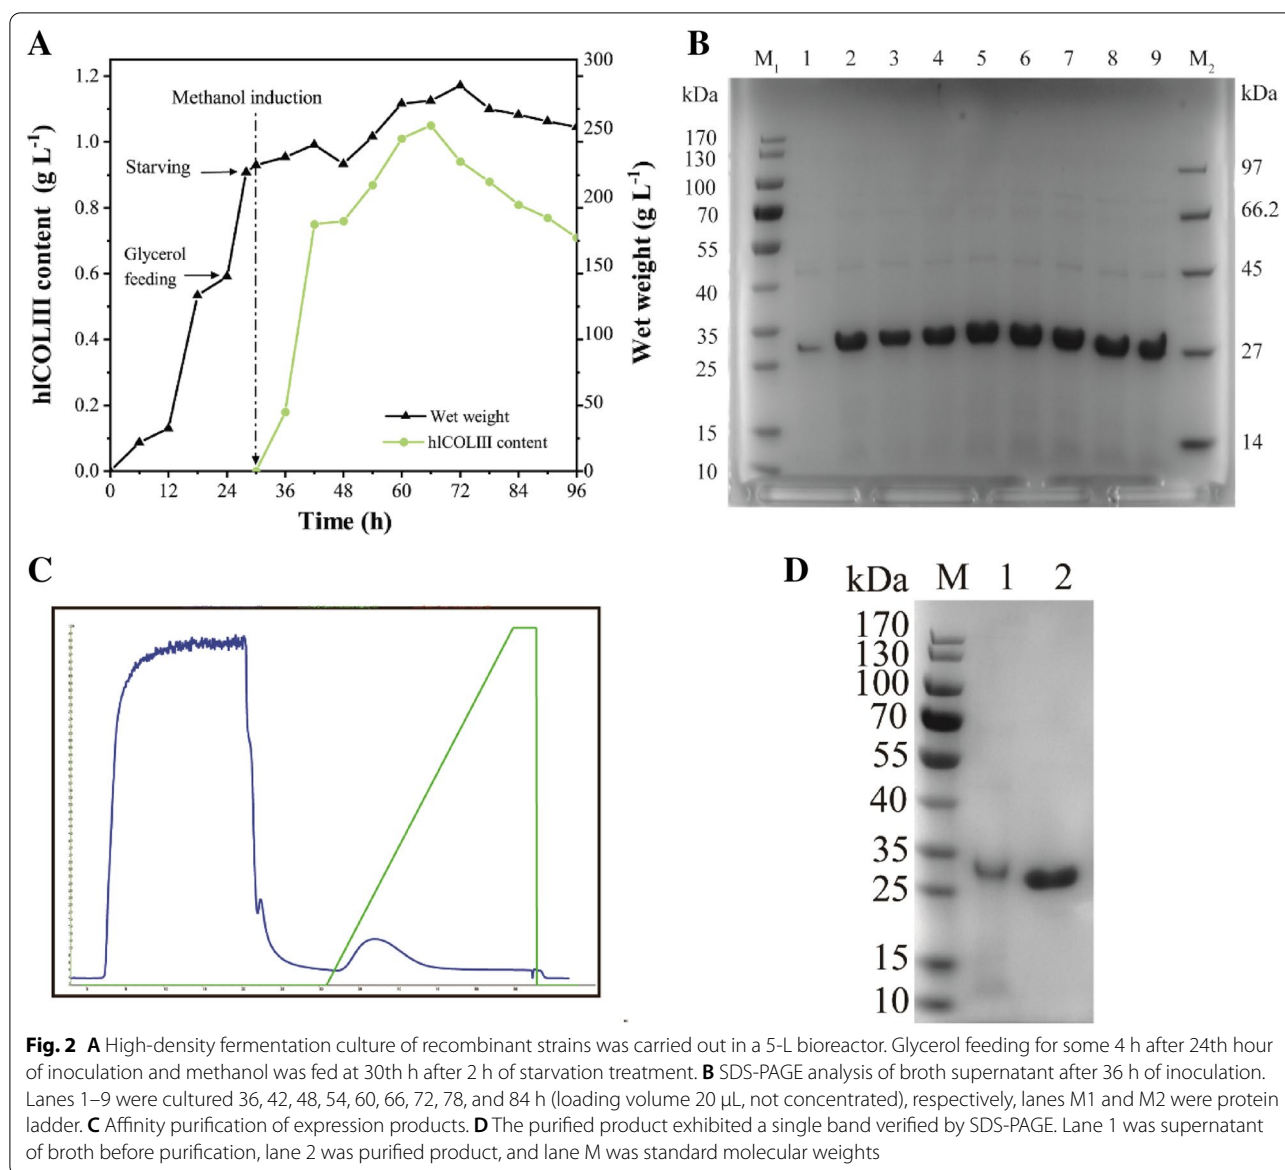 A
hlCOLIII content (g L-1)
Wet weight (g L-1)
1.2
1.0
0.8
0.6
0.4
0.2
0.0
300
250
200
150
100
50
0
Methanol induction
Starving
Glycerol
feeding
Wet weight
hlCOLIII content
0 12 24 36 48 60 72 84 96
Time (h)
B
M1 1 2 3 4 5 6 7 8 9 M2
kDa
170
130
100
70
55
40
35
25
15
10
kDa
97
66.2
45
27
14
C
D
kDa M 1 2
170
130
100
70
55
40
35
25
15
10
Fig. 2 A High-density fermentation culture of recombinant strains was carried out in a 5-L bioreactor. Glycerol feeding for some 4 h after 24th hour
of inoculation and methanol was fed at 30th h after 2 h of starvation treatment. B SDS-PAGE analysis of broth supernatant after 36 h of inoculation.
Lanes 1–9 were cultured 36, 42, 48, 54, 60, 66, 72, 78, and 84 h (loading volume 20 μL, not concentrated), respectively, lanes M1 and M2 were protein
ladder. C Affinity purification of expression products. D The purified product exhibited a single band verified by SDS-PAGE. Lane 1 was supernatant
of broth before purification, lane 2 was purified product, and lane M was standard molecular weights